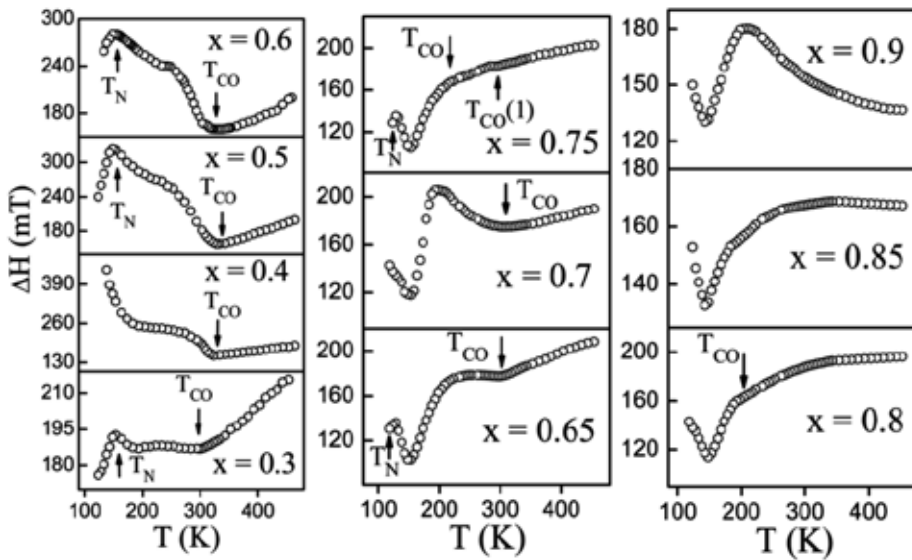 ΔH (mT)
300
240
180
x = 0.6
T_N
T_CO
300
240
180
x = 0.5
T_N
T_CO
390
260
130
x = 0.4
T_CO
210
195
180
x = 0.3
T_CO
T_N
100 200 300 400
T (K)
200
160
120
T_CO
T_CO(1)
T_N
x = 0.75
200
160
120
T_CO
x = 0.7
200
160
120
T_CO
T_N
x = 0.65
100 200 300 400
T (K)
180
150
120
x = 0.9
180
160
140
x = 0.85
200
160
120
T_CO
x = 0.8
100 200 300 400
T (K)